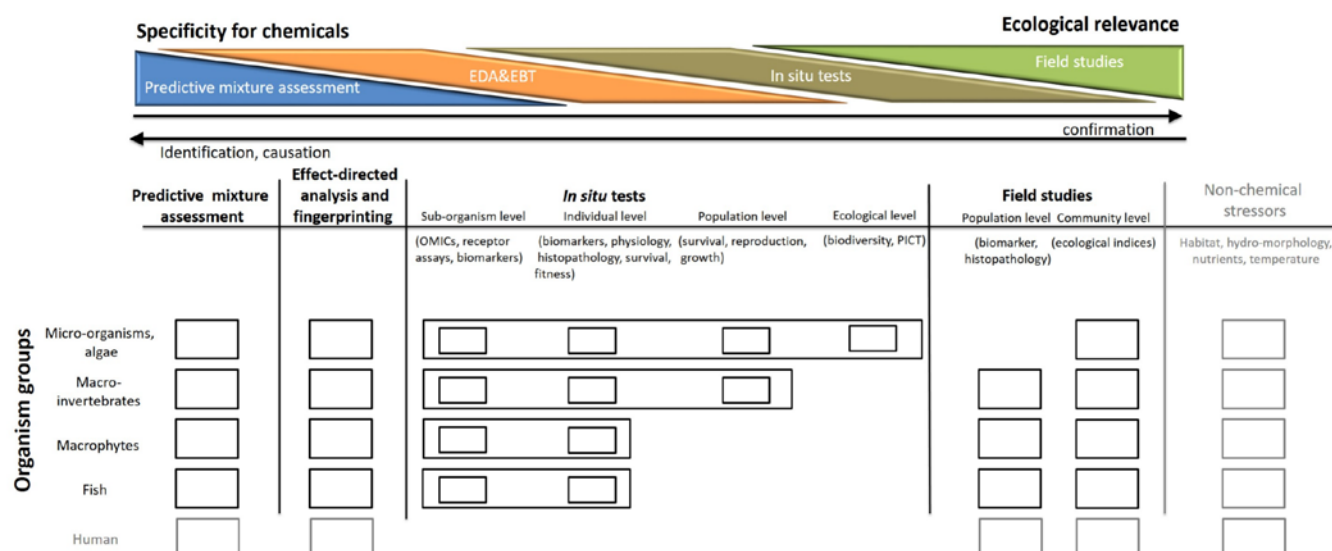 Specificity for chemicals
Ecological relevance
Predictive mixture assessment
EDA&EBT
In situ tests
Field studies
confirmation
Identification, causation
Predictive mixture
assessment
Effect-directed
analysis and
fingerprinting
In situ tests
Sub-organism level
Individual level
Population level
Ecological level
Field studies
Population level
Community level
Non-chemical
stressors
(OMICs, receptor
assays, biomarkers)
(biomarkers, physiology,
histopathology, survival,
fitness)
(survival, reproduction,
growth)
(biodiversity, PICT)
(biomarker,
histopathology)
(ecological indices)
Habitat, hydro-morphology,
nutrients, temperature
Organism groups
Micro-organisms,
algae
Macro-
invertebrates
Macrophytes
Fish
Human